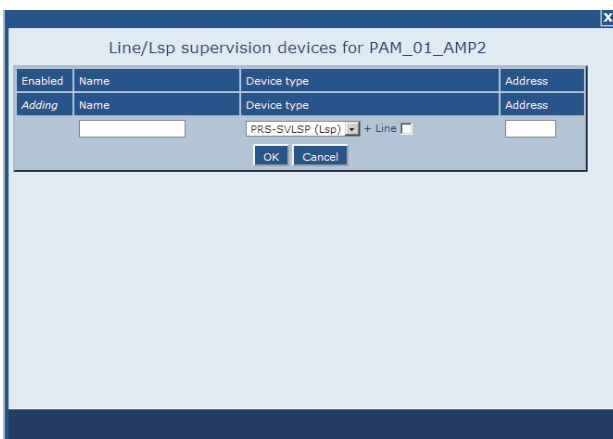 X
Line/Lsp supervision devices for PAM_01_AMP2
Enabled Name Device type Address
Adding Name Device type Address
PRS-SVLSP (Lsp) + Line
OK Cancel